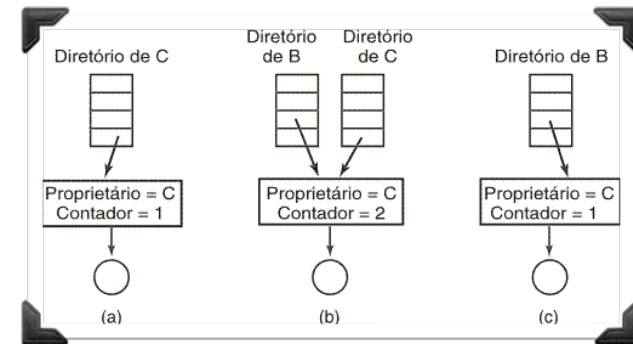 Diretório de C
Proprietário = C
Contador = 1
(a)
Diretório
de B
Diretório
de C
Proprietário = C
Contador = 2
(b)
Diretório de B
Proprietário = C
Contador = 1
(c)